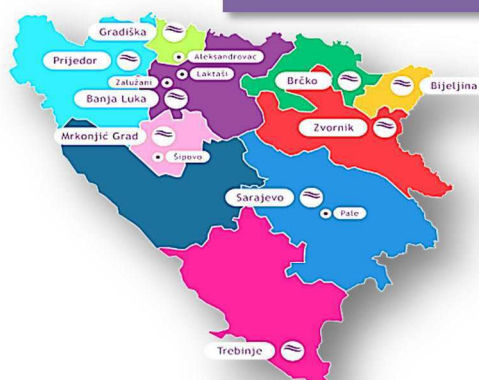 Gradiška
Aleksandrovac
Prijedor
Laktaši
Zalužani
Banja Luka
Brčko
Bijeljina
Mrkonjić Grad
Zvornik
Šipovo
Sarajevo
Pale
Trebinje